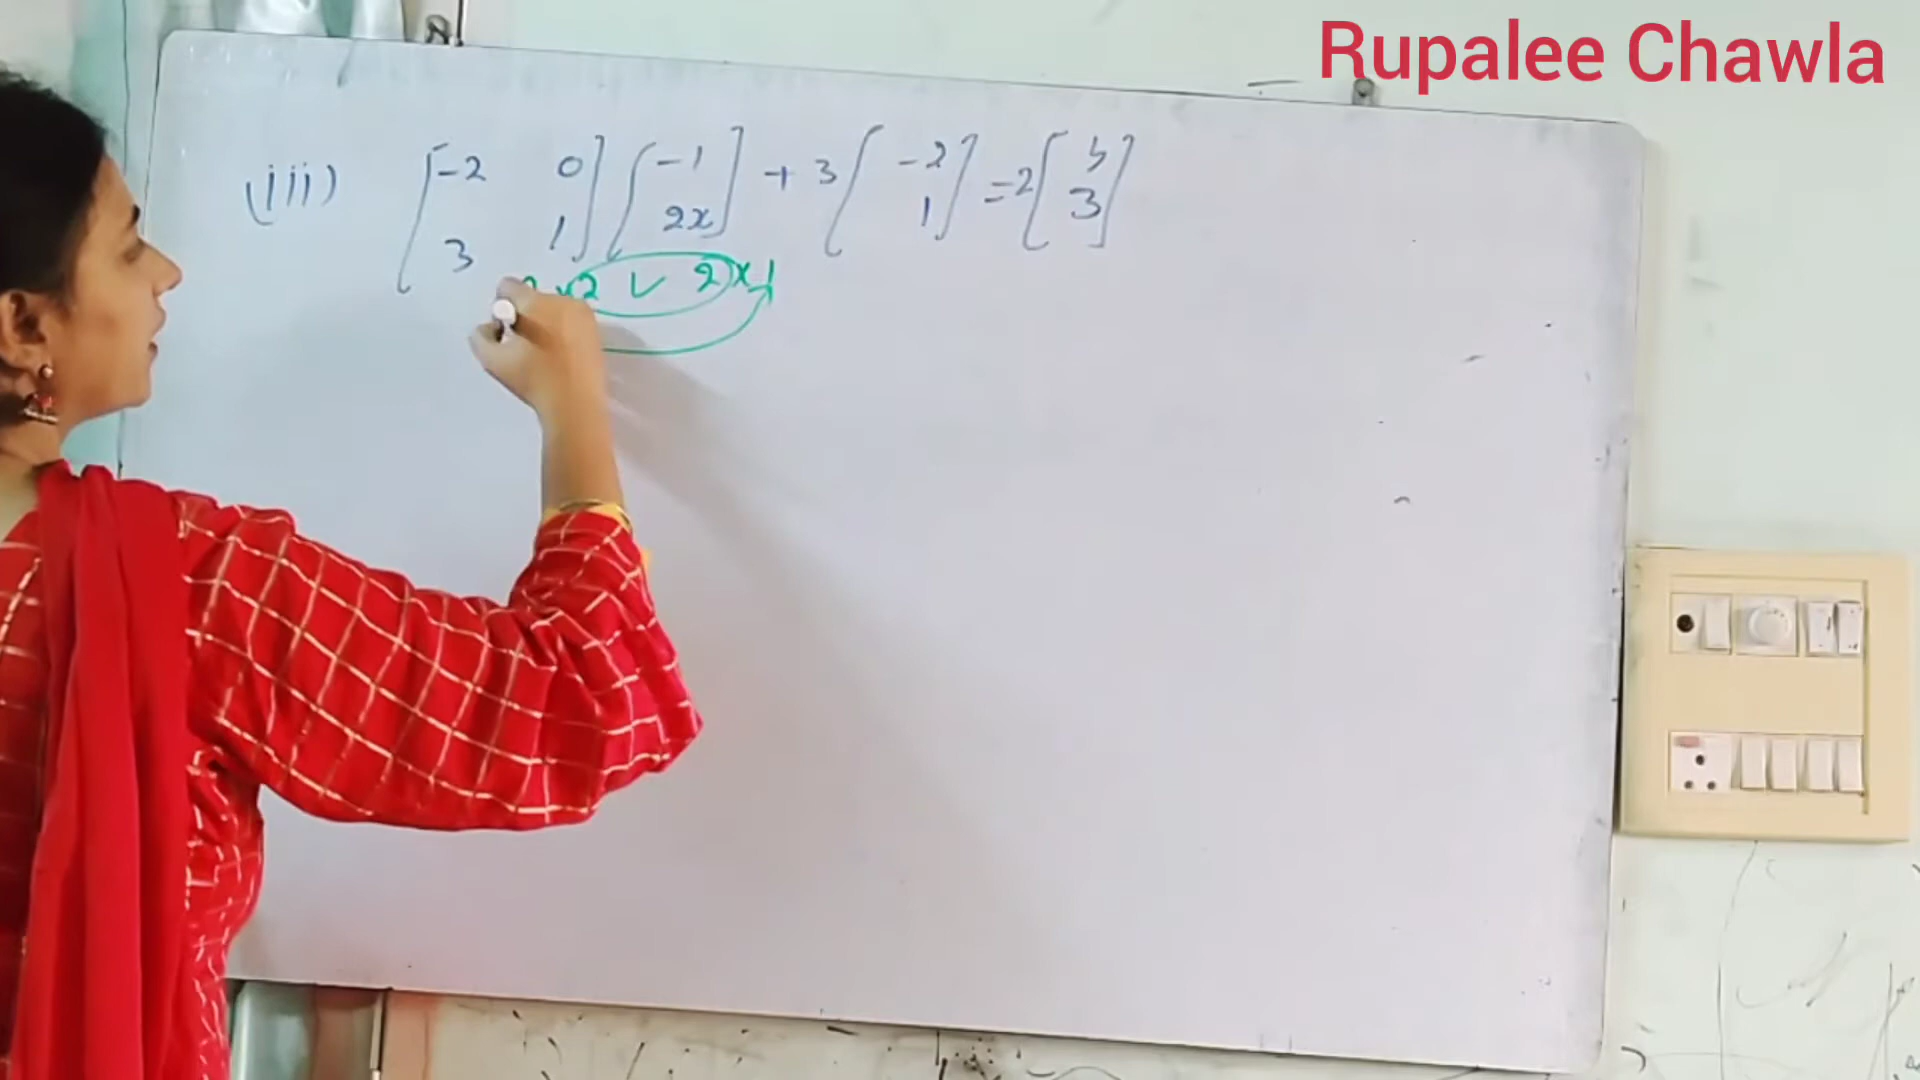 Rupalee Chawla
(iii) [-2 0] [-1] + 3 [-2] = 2 [y]
[3 1] [2x] [1] [3]
2 x 2 ✓ 2 x 1